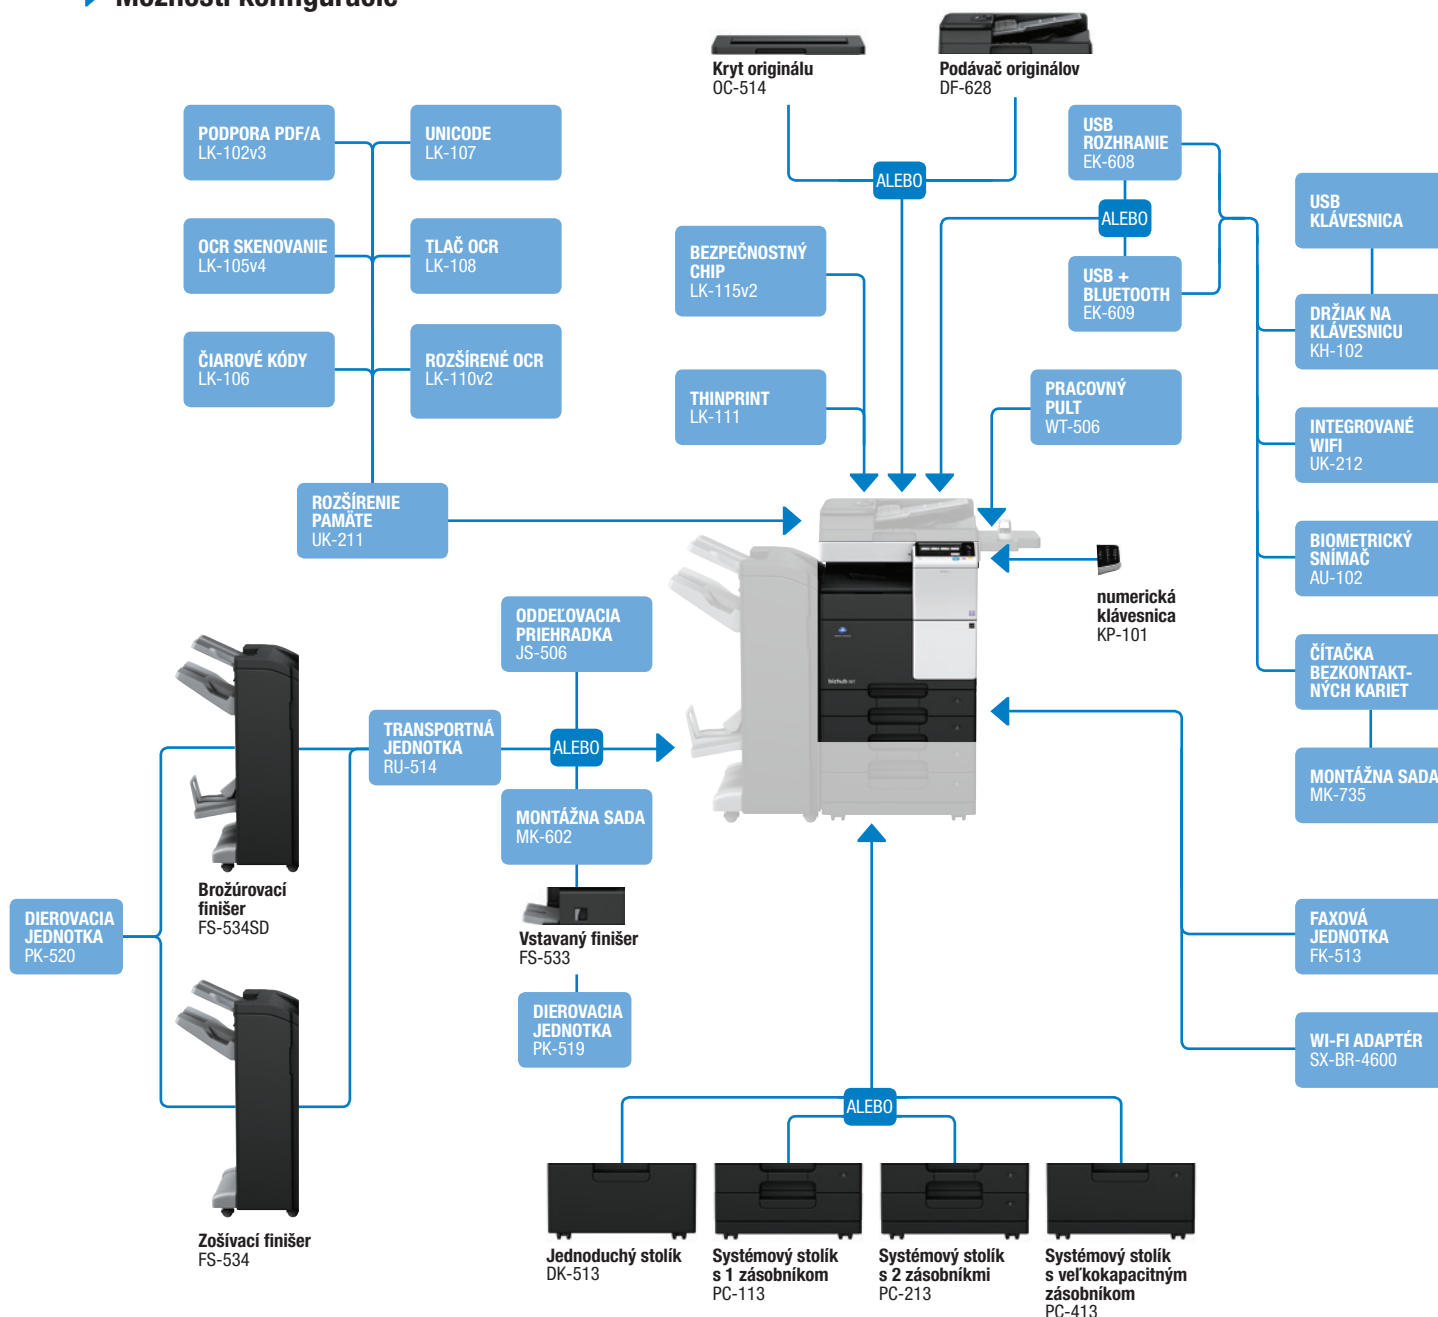 Možnosti konfigurácie
Kryt originálu
OC-514
Podávač originálov
DF-628
PODPORA PDF/A
LK-102v3
UNICODE
LK-107
OCR SKENOVANIE
LK-105v4
TLAČ OCR
LK-108
ČIAROVÉ KÓDY
LK-106
ROZŠÍRENÉ OCR
LK-110v2
ROZŠÍRENIE
PAMÄTE
UK-211
ALEBO
BEZPEČNOSTNÝ
CHIP
LK-115v2
THINPRINT
LK-111
USB
ROZHRANIE
EK-608
ALEBO
USB +
BLUETOOTH
EK-609
PRACOVNÝ
PULT
WT-506
USB
KLÁVESNICA
DRŽIAK NA
KLÁVESNICU
KH-102
INTEGROVANÉ
WIFI
UK-212
BIOMETRICKÝ
SNÍMAČ
AU-102
ČÍTAČKA
BEZKONTAKT-
NÝCH KARIET
MONTÁŽNA SADA
MK-735
numerická
klávesnica
KP-101
bizhub
ODDEĽOVACIA
PRIEHRADKA
JS-506
TRANSPORTNÁ
JEDNOTKA
RU-514
ALEBO
MONTÁŽNA SADA
MK-602
Vstavaný finišer
FS-533
DIEROVACIA
JEDNOTKA
PK-519
Brožúrovací
finišer
FS-534SD
DIEROVACIA
JEDNOTKA
PK-520
Zošívací finišer
FS-534
FAXOVÁ
JEDNOTKA
FK-513
WI-FI ADAPTÉR
SX-BR-4600
ALEBO
Jednoduchý stolík
DK-513
Systémový stolík
s 1 zásobníkom
PC-113
Systémový stolík
s 2 zásobníkmi
PC-213
Systémový stolík
s veľkokapacitným
zásobníkom
PC-413